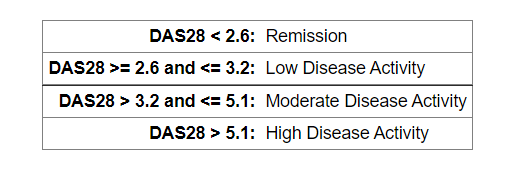 DAS28 < 2.6: Remission
DAS28 >= 2.6 and <= 3.2: Low Disease Activity
DAS28 > 3.2 and <= 5.1: Moderate Disease Activity
DAS28 > 5.1: High Disease Activity